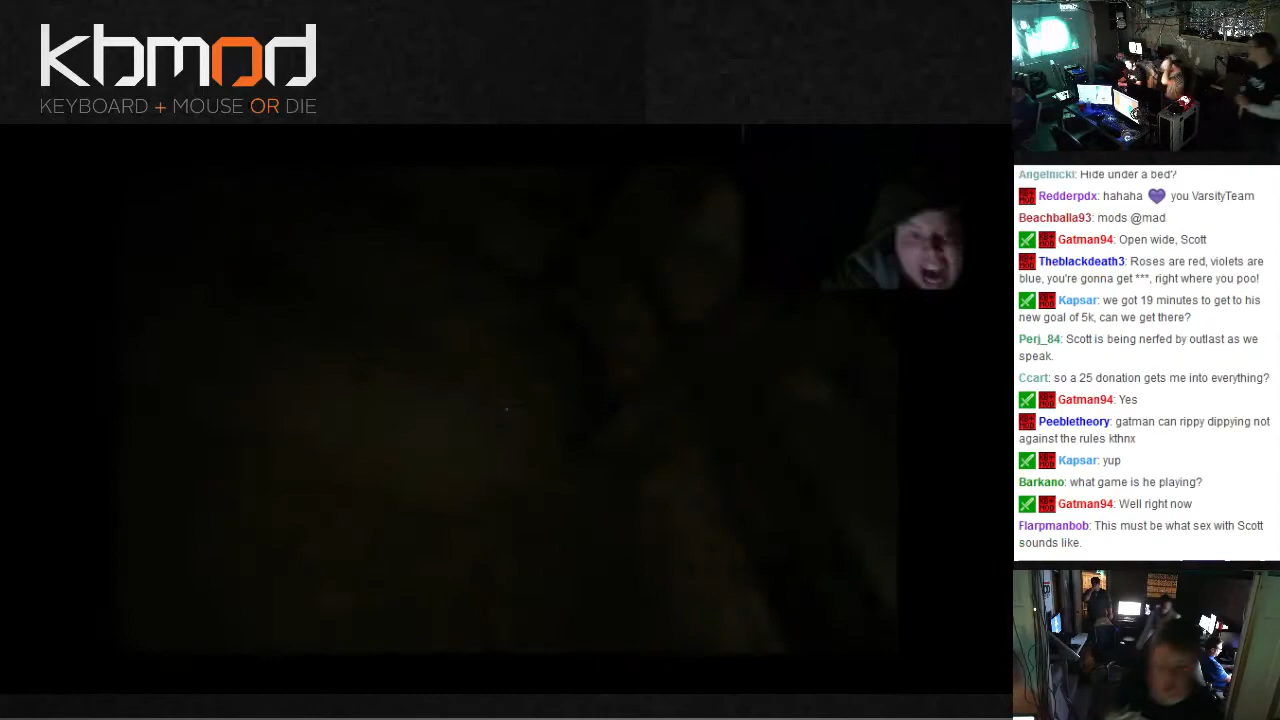 kbmod
KEYBOARD + MOUSE OR DIE
Angelnicki: Hide under a bed?
Redderpdx: hahaha you VarsityTeam
Beachballa93: mods @mad
Gatman94: Open wide, Scott
Theblackdeath3: Roses are red, violets are
blue, you're gonna get ***, right where you poo!
Kapsar: we got 19 minutes to get to his
new goal of 5k, can we get there?
Perj_84: Scott is being nerfed by outlast as we
speak.
Ccart: so a 25 donation gets me into everything?
Gatman94: Yes
Peebletheory: gatman can rippy dippying not
against the rules kthnx
Kapsar: yup
Barkano: what game is he playing?
Gatman94: Well right now
Flarpmanbob: This must be what sex with Scott
sounds like.